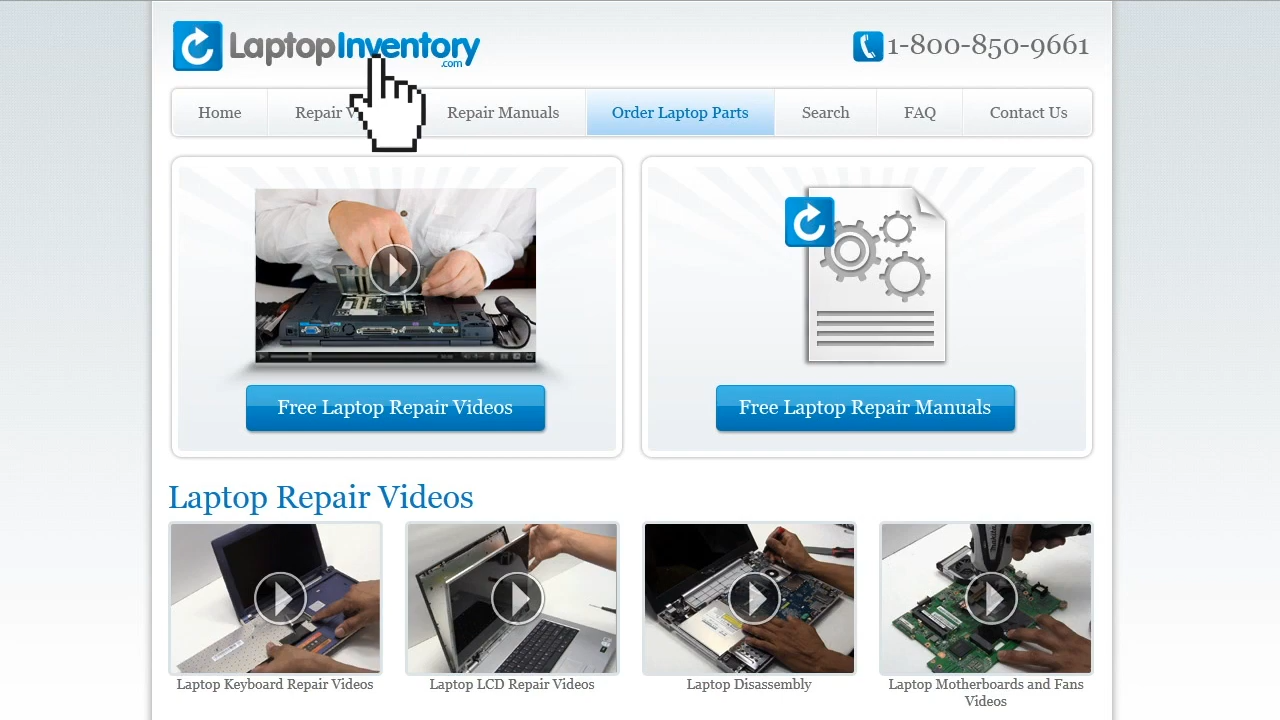 LaptopInventory
.com
1-800-850-9661
Home
Repair V
Repair Manuals
Order Laptop Parts
Search
FAQ
Contact Us
Free Laptop Repair Videos
Free Laptop Repair Manuals
Laptop Repair Videos
Laptop Keyboard Repair Videos
Laptop LCD Repair Videos
Laptop Disassembly
Laptop Motherboards and Fans
Videos